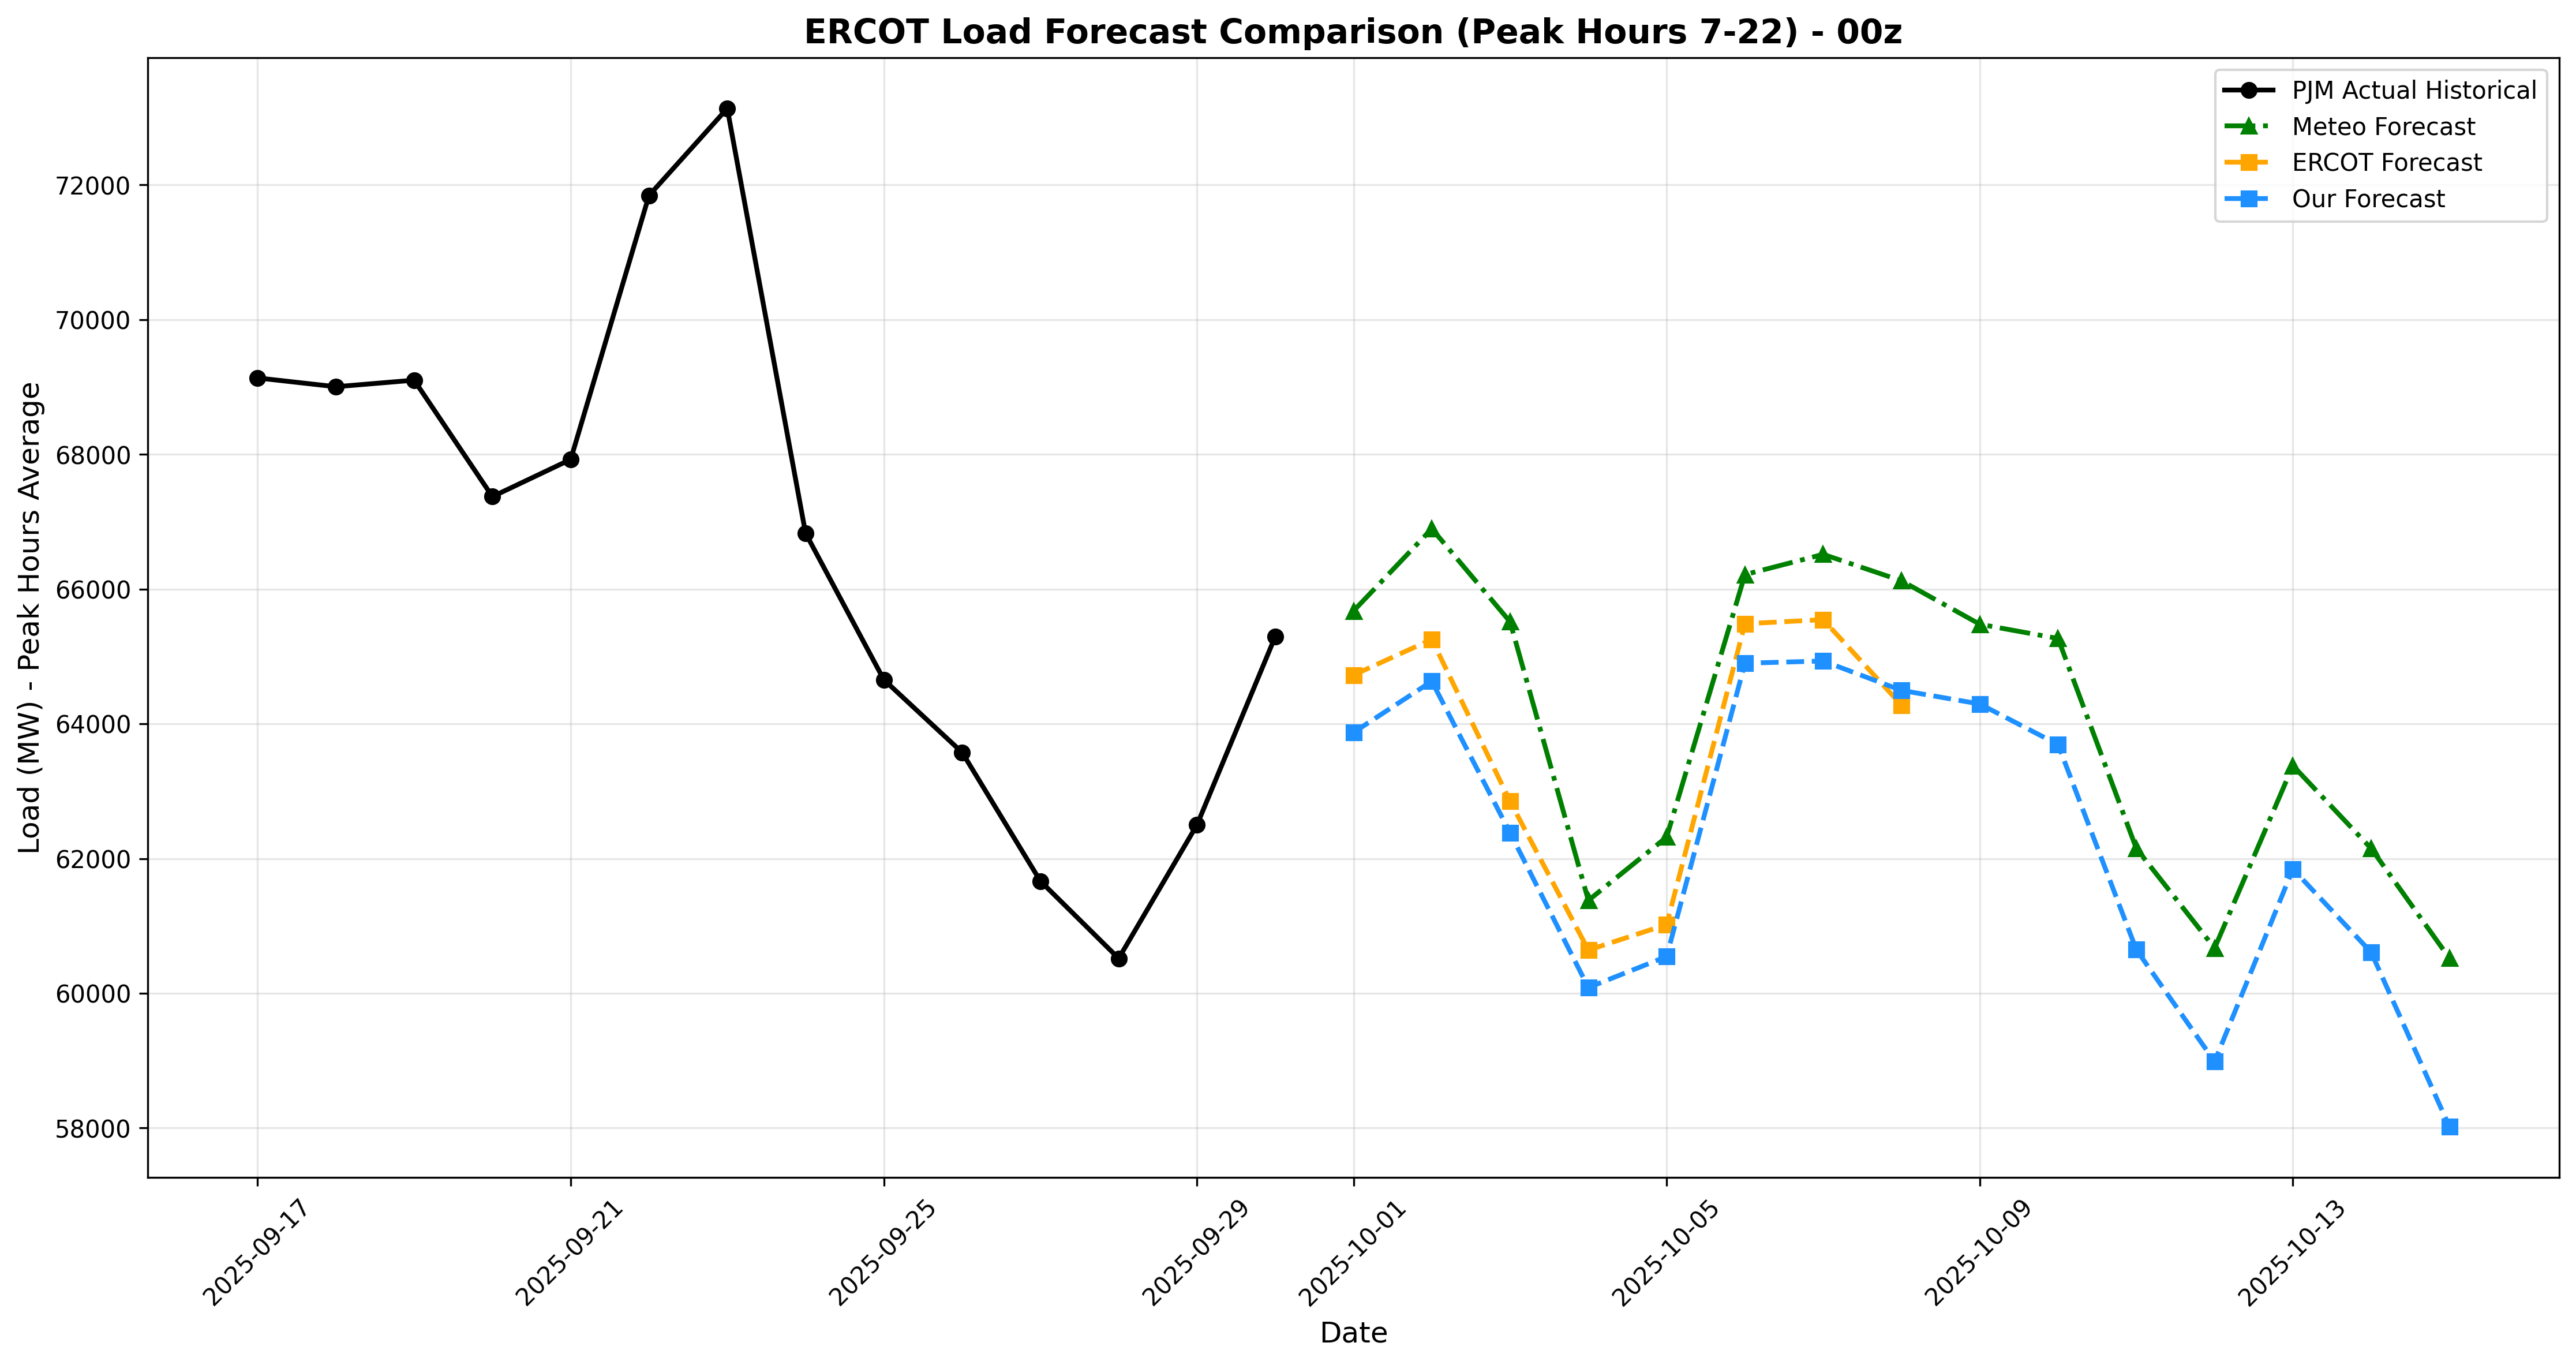 ERCOT Load Forecast Comparison (Peak Hours 7-22) - 00z
PJM Actual Historical
Meteo Forecast
ERCOT Forecast
Our Forecast
Load (MW) - Peak Hours Average
72000
70000
68000
66000
64000
62000
60000
58000
2025-09-17
2025-09-21
2025-09-25
2025-09-29
2025-10-01
2025-10-05
2025-10-09
2025-10-13
Date